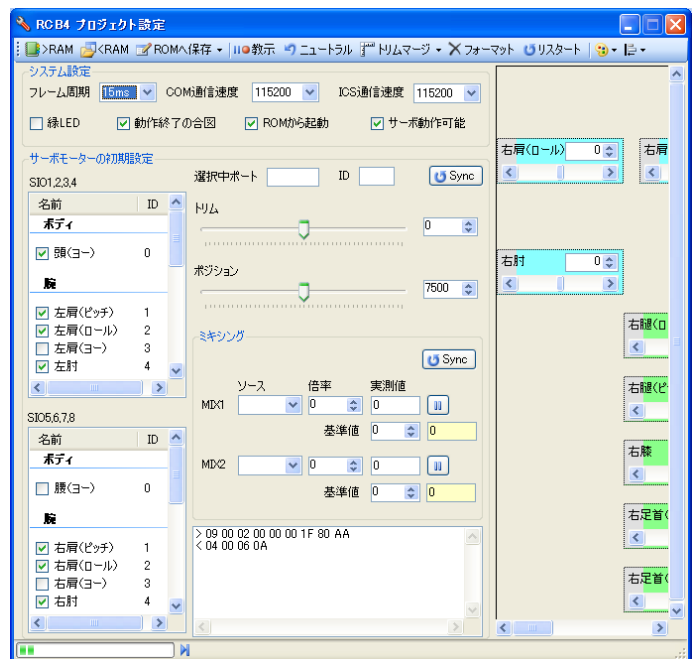 RCB4 プロジェクト設定
>RAM <RAM ROMへ保存 教示 ニュートラル トリムマージ フォーマット リスタート
システム設定
フレーム周期 15ms COM通信速度 115200 ICS通信速度 115200
緑LED 動作終了の合図 ROMから起動 サーボ動作可能
サーボモーターの初期設定
SIO1,2,3,4
名前 ID
ボディ
頭(ヨー) 0
腕
左肩(ピッチ) 1
左肩(ロール) 2
左肩(ヨー) 3
左肘 4
SIO5,6,7,8
名前 ID
ボディ
腰(ヨー) 0
腕
右肩(ピッチ) 1
右肩(ロール) 2
右肩(ヨー) 3
右肘 4
選択中ポート ID Sync
トリム
0
ポジション
7500
ミキシング
Sync
ソース 倍率 実測値
MIX1 0 0
基準値 0 0
MIX2 0 0
基準値 0 0
> 09 00 02 00 00 00 1F 80 AA
< 04 00 06 0A
右肩(ロール) 0
右肩
右肘 0
右腿(ロ
右腿(ピ
右膝
右足首(
右足首(